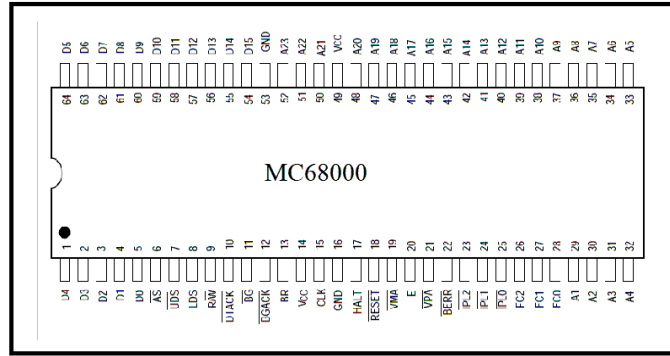 D5 D6 D7 D8 D9 D10 D11 D12 D13 D14 D15 GND A23 A22 A21 VCC A20 A19 A18 A17 A16 A15 A14 A13 A12 A11 A10 A9 A8 A7 A6 A5
64 63 62 61 60 59 58 57 56 55 54 53 52 51 50 49 48 47 46 45 44 43 42 41 40 39 38 37 36 35 34 33
MC68000
1 2 3 4 5 6 7 8 9 10 11 12 13 14 15 16 17 18 19 20 21 22 23 24 25 26 27 28 29 30 31 32
D4 D3 D2 D1 D0 AS UDS LDS R/W DTACK BG BGACK BR VCC CLK GND HALT RESET VMA E VPA BERR IPL2 IPL1 IPL0 FC2 FC1 FC0 A1 A2 A3 A4